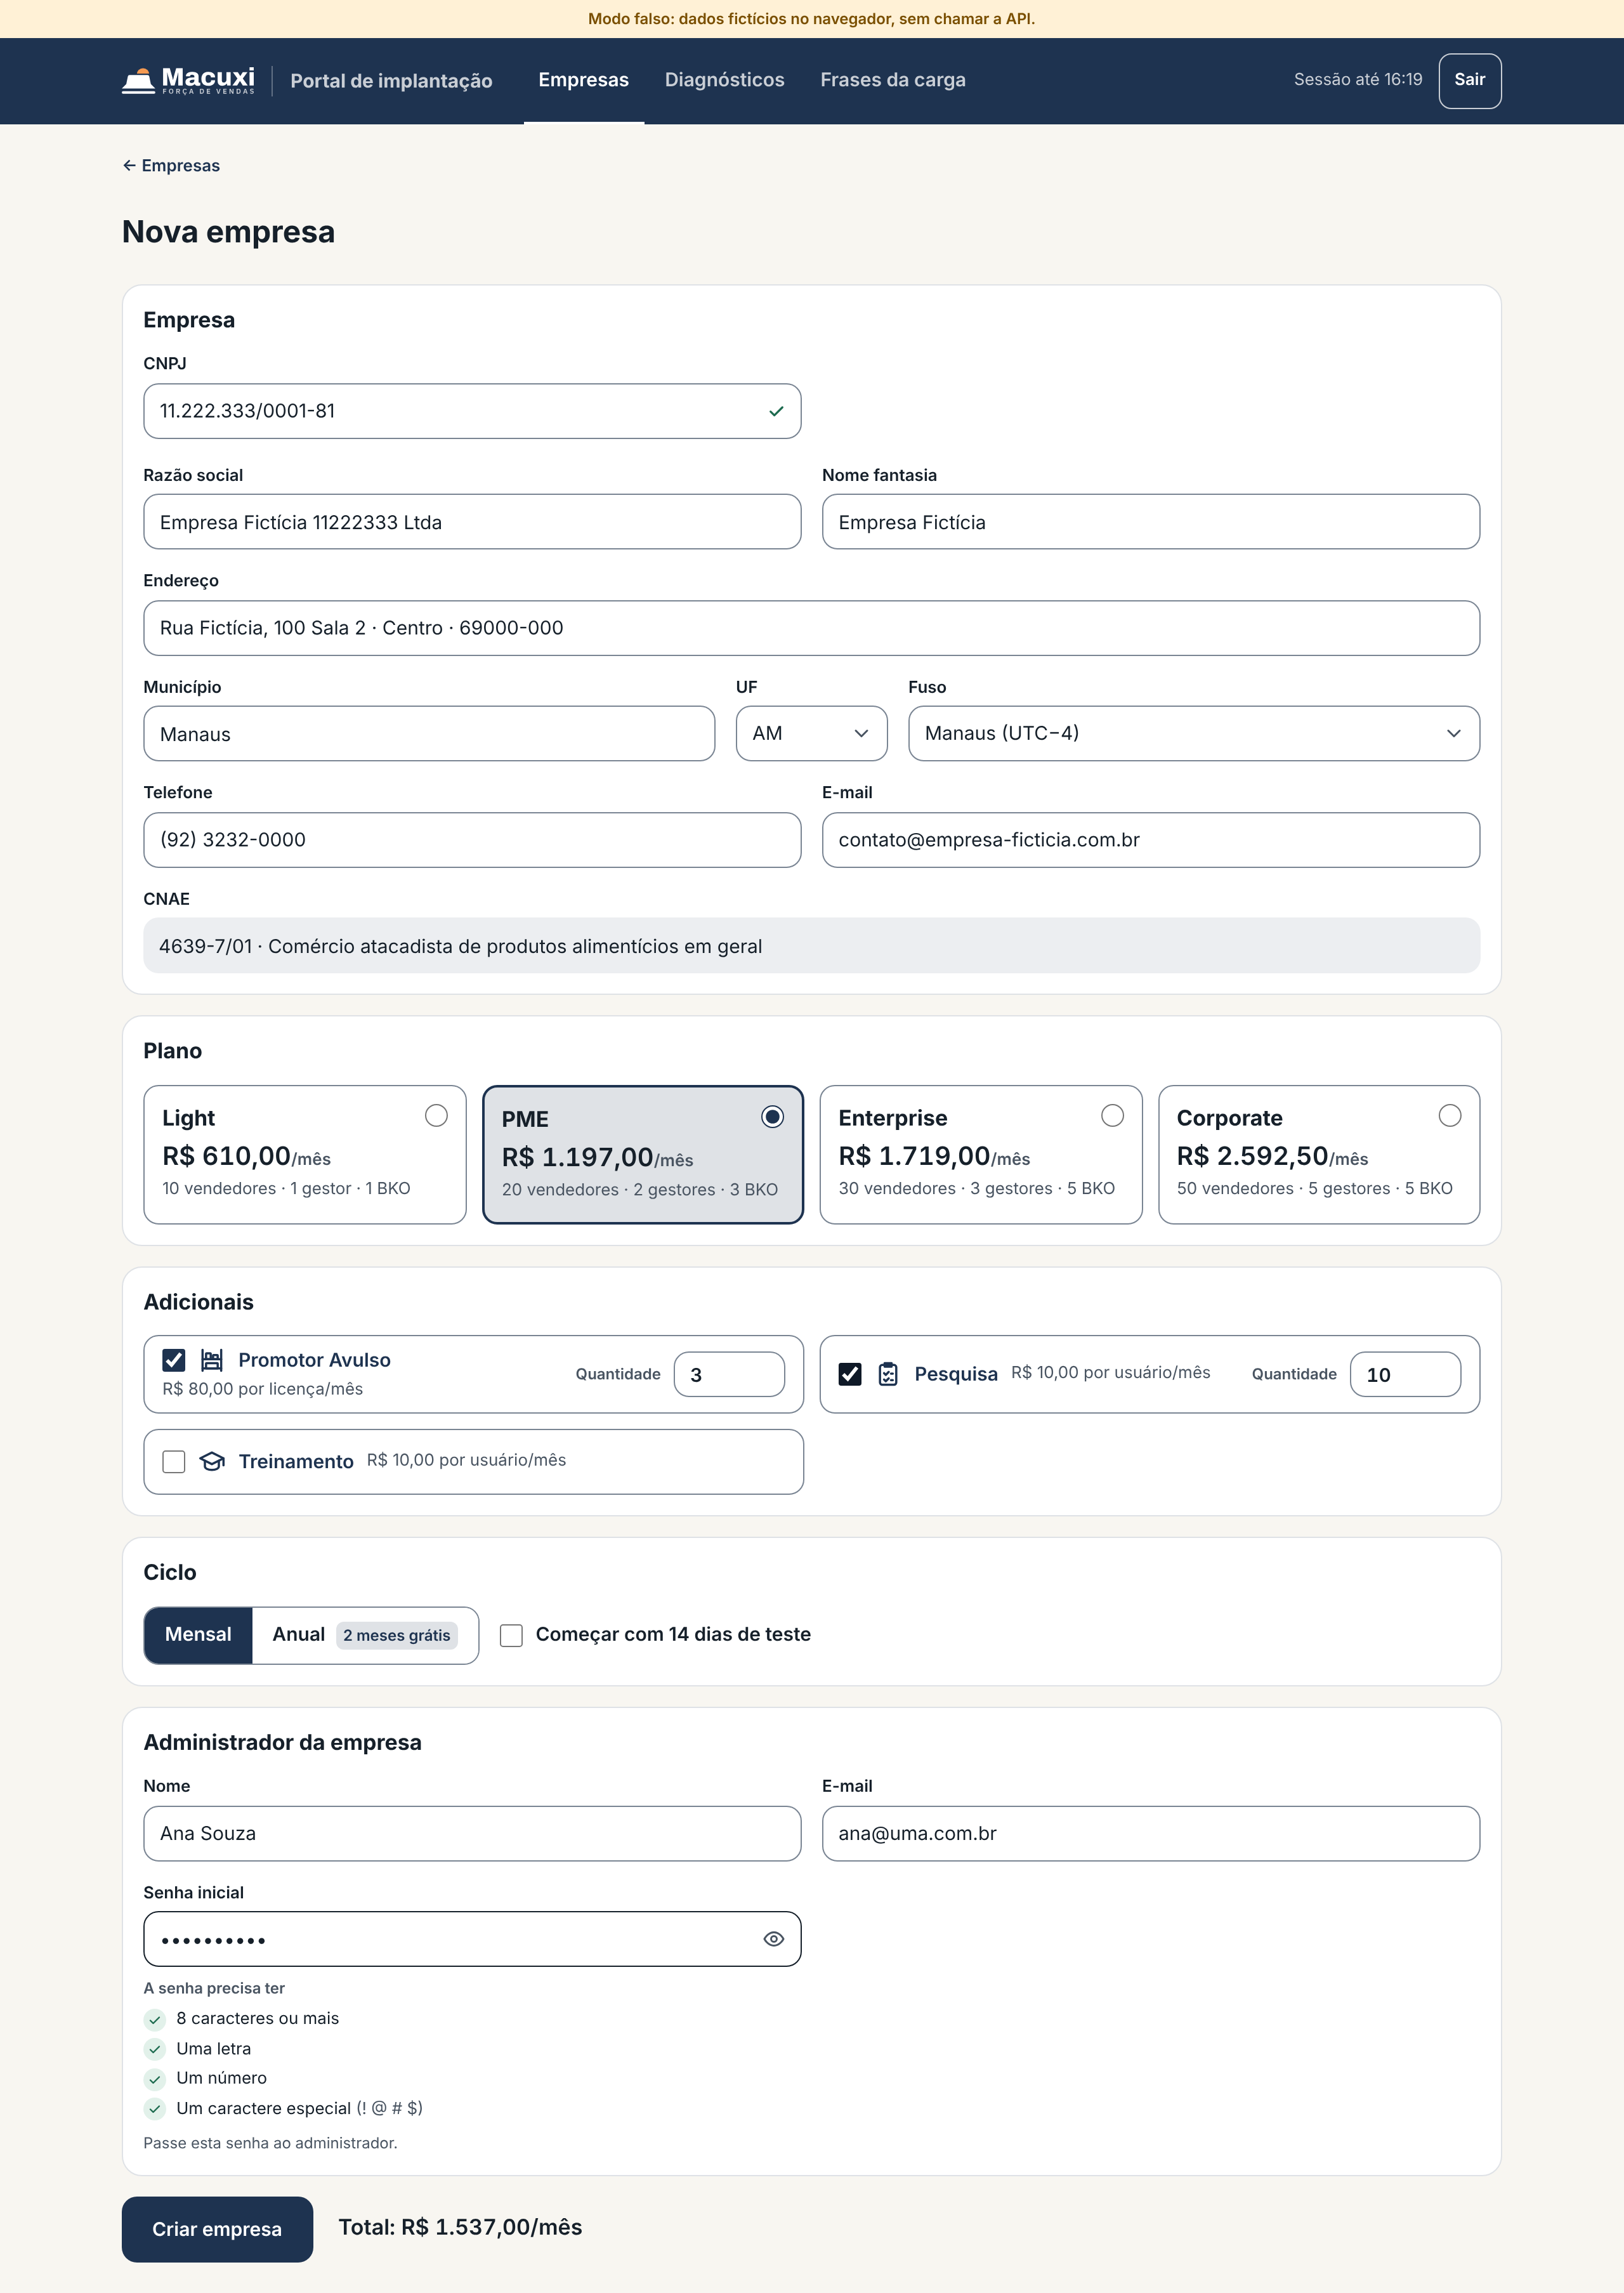 Modo falso: dados fictícios no navegador, sem chamar a API.
Macuxi
FORÇA DE VENDAS
Portal de implantação
Empresas
Diagnósticos
Frases da carga
Sessão até 16:19
Sair
← Empresas
Nova empresa
Empresa
CNPJ
11.222.333/0001-81
Razão social
Nome fantasia
Empresa Fictícia 11222333 Ltda
Empresa Fictícia
Endereço
Rua Fictícia, 100 Sala 2 · Centro · 69000-000
Município
UF
Fuso
Manaus
AM
Manaus (UTC−4)
Telefone
E-mail
(92) 3232-0000
contato@empresa-ficticia.com.br
CNAE
4639-7/01 · Comércio atacadista de produtos alimentícios em geral
Plano
Light
R$ 610,00/mês
10 vendedores · 1 gestor · 1 BKO
PME
R$ 1.197,00/mês
20 vendedores · 2 gestores · 3 BKO
Enterprise
R$ 1.719,00/mês
30 vendedores · 3 gestores · 5 BKO
Corporate
R$ 2.592,50/mês
50 vendedores · 5 gestores · 5 BKO
Adicionais
Promotor Avulso
R$ 80,00 por licença/mês
Quantidade
3
Pesquisa
R$ 10,00 por usuário/mês
Quantidade
10
Treinamento
R$ 10,00 por usuário/mês
Ciclo
Mensal
Anual
2 meses grátis
Começar com 14 dias de teste
Administrador da empresa
Nome
E-mail
Ana Souza
ana@uma.com.br
Senha inicial
••••••••••
A senha precisa ter
8 caracteres ou mais
Uma letra
Um número
Um caractere especial (! @ # $)
Passe esta senha ao administrador.
Criar empresa
Total: R$ 1.537,00/mês